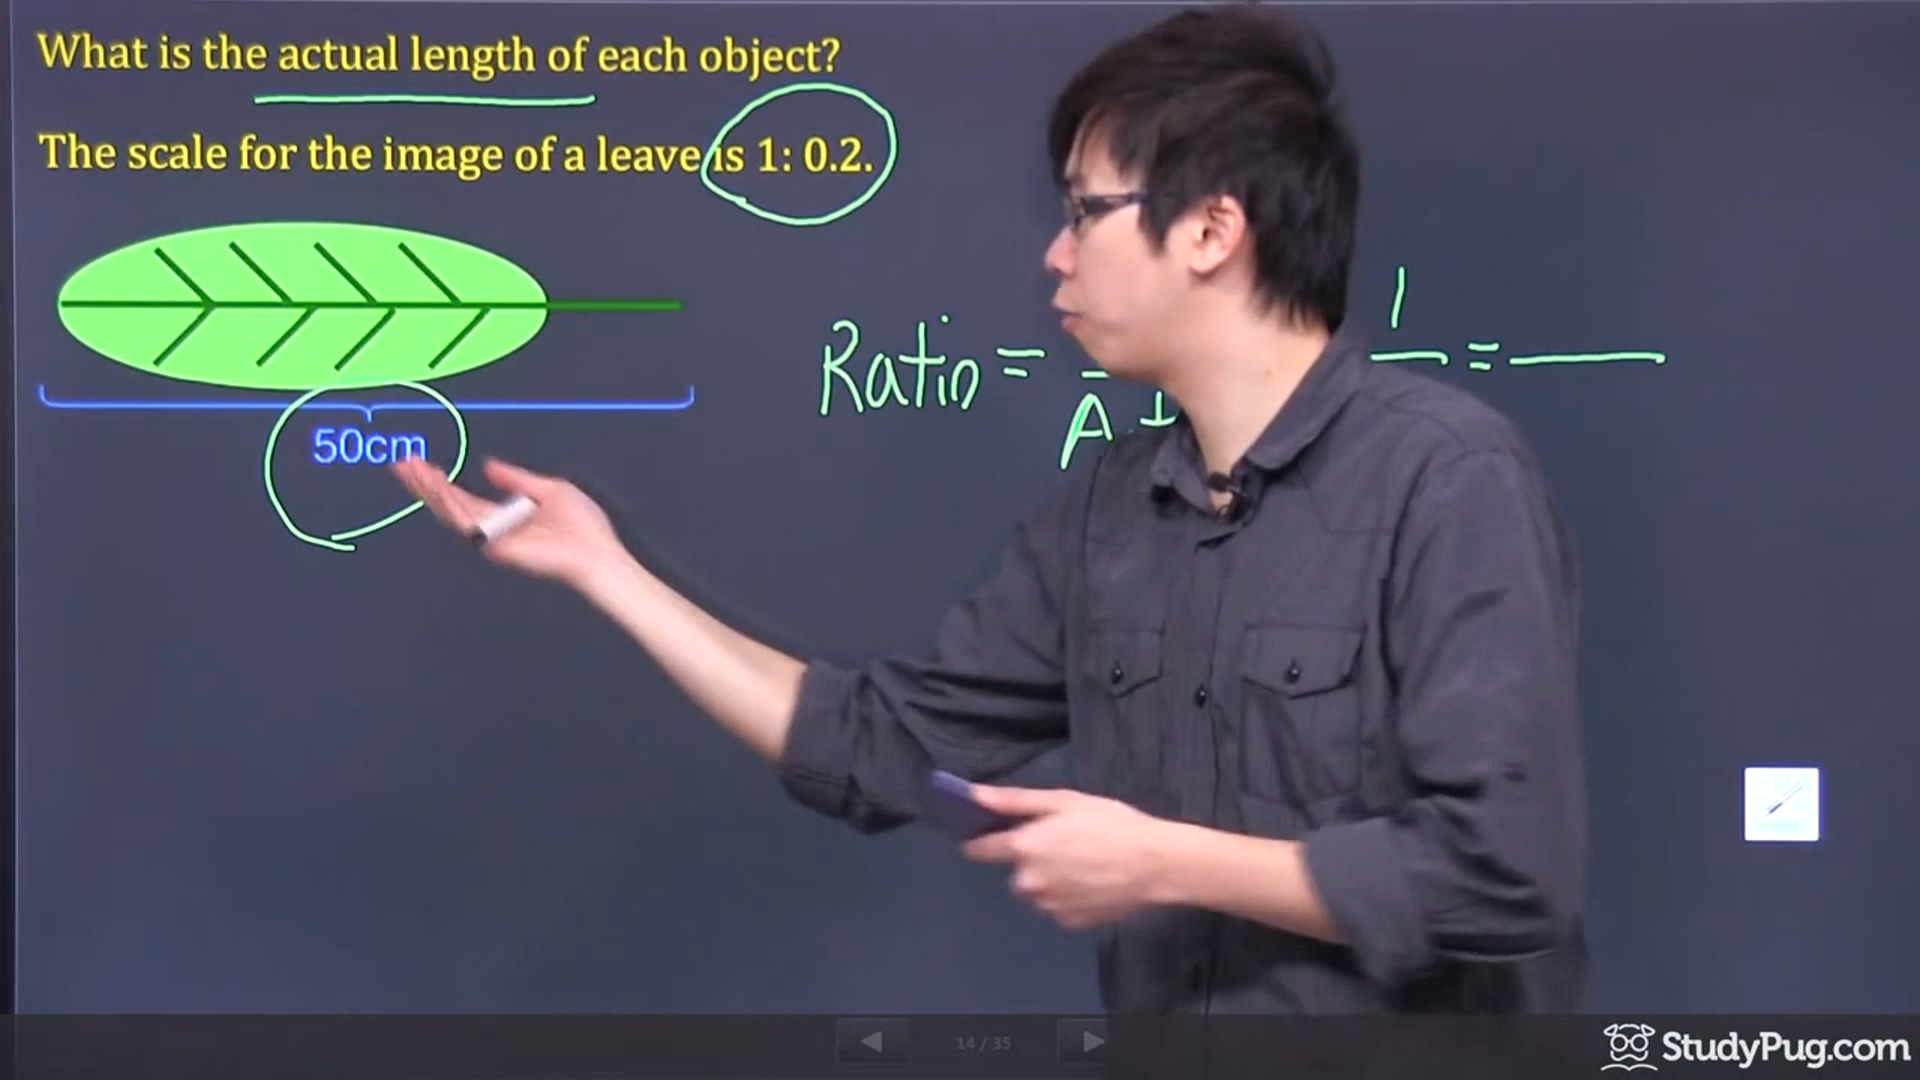 What is the actual length of each object?
The scale for the image of a leave is 1: 0.2.
Ratio =
1
=
A
50cm
14 / 35
StudyPug.com